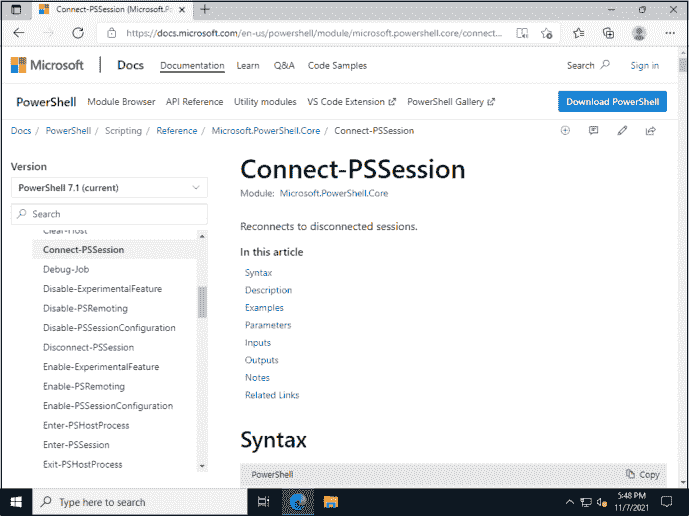 Connect-PSSession (Microsoft.P
https://docs.microsoft.com/en-us/powershell/module/microsoft.powershell.core/connect...
Microsoft Docs Documentation Learn Q&A Code Samples Search Sign in
PowerShell Module Browser API Reference Utility modules VS Code Extension PowerShell Gallery Download PowerShell
Docs / PowerShell / Scripting / Reference / Microsoft.PowerShell.Core / Connect-PSSession
Version
PowerShell 7.1 (current)
Search
Clear-Host
Connect-PSSession
Debug-Job
Disable-ExperimentalFeature
Disable-PSRemoting
Disable-PSSessionConfiguration
Disconnect-PSSession
Enable-ExperimentalFeature
Enable-PSRemoting
Enable-PSSessionConfiguration
Enter-PSHostProcess
Enter-PSSession
Exit-PSHostProcess
Connect-PSSession
Module: Microsoft.PowerShell.Core
Reconnects to disconnected sessions.
In this article
Syntax
Description
Examples
Parameters
Inputs
Outputs
Notes
Related Links
Syntax
PowerShell Copy
Type here to search
5:48 PM
11/7/2021